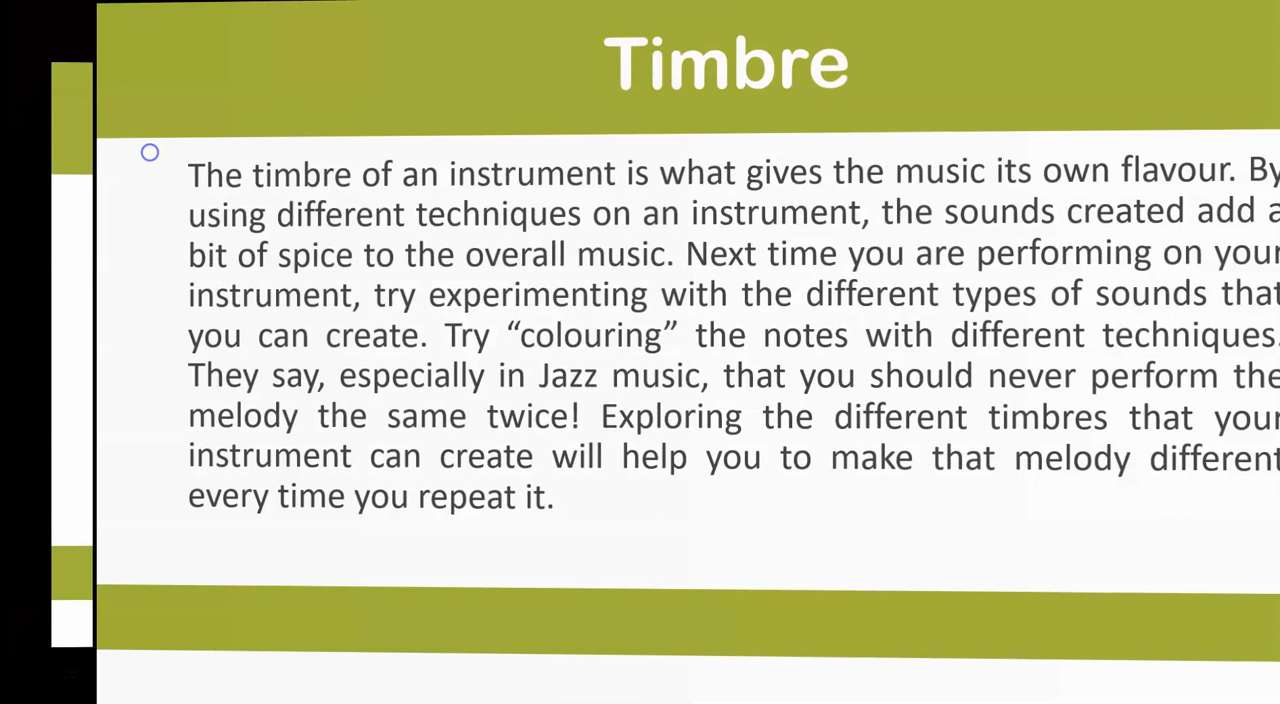 Timbre
The timbre of an instrument is what gives the music its own flavour. By
using different techniques on an instrument, the sounds created add a
bit of spice to the overall music. Next time you are performing on your
instrument, try experimenting with the different types of sounds that
you can create. Try “colouring” the notes with different techniques.
They say, especially in Jazz music, that you should never perform the
melody the same twice! Exploring the different timbres that your
instrument can create will help you to make that melody different
every time you repeat it.